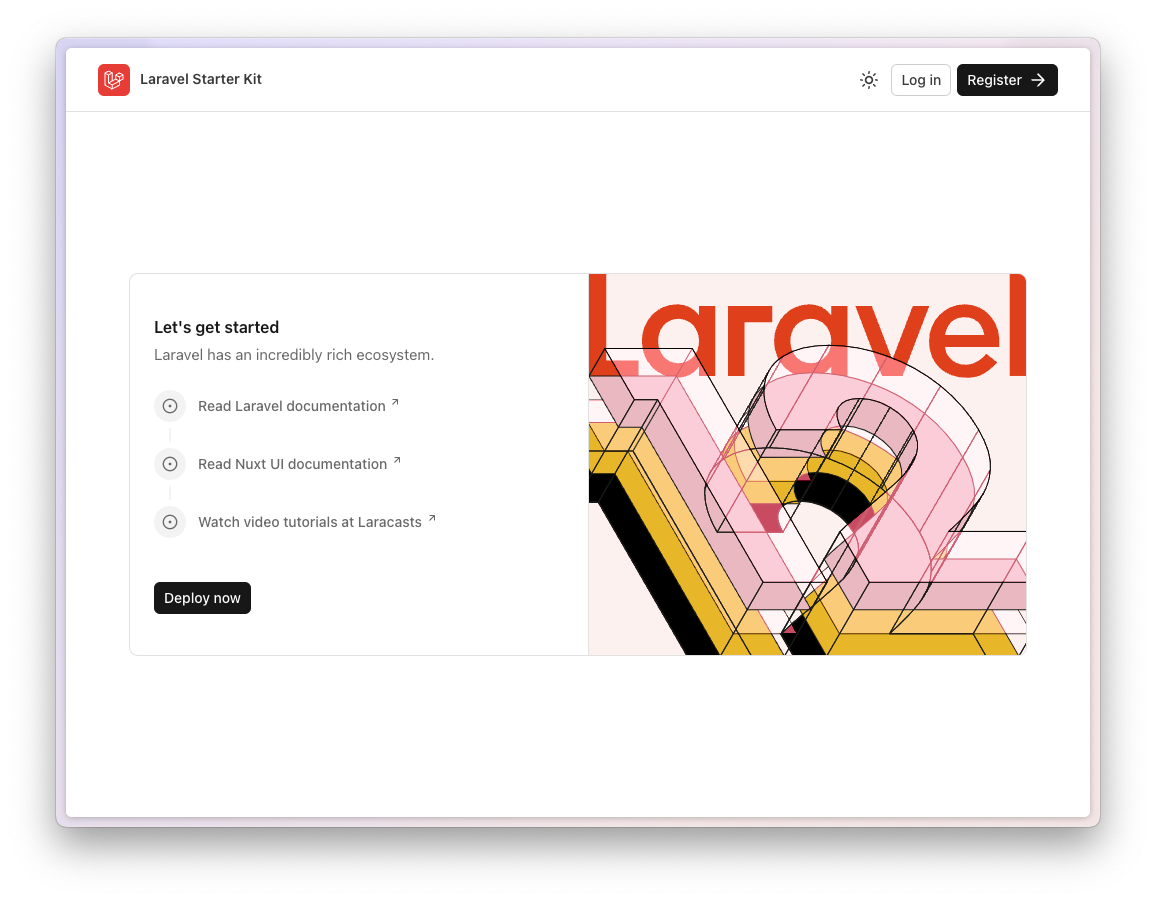 Laravel Starter Kit
Log in
Register
Let's get started
Laravel has an incredibly rich ecosystem.
Read Laravel documentation
Read Nuxt UI documentation
Watch video tutorials at Laracasts
Deploy now
Laravel